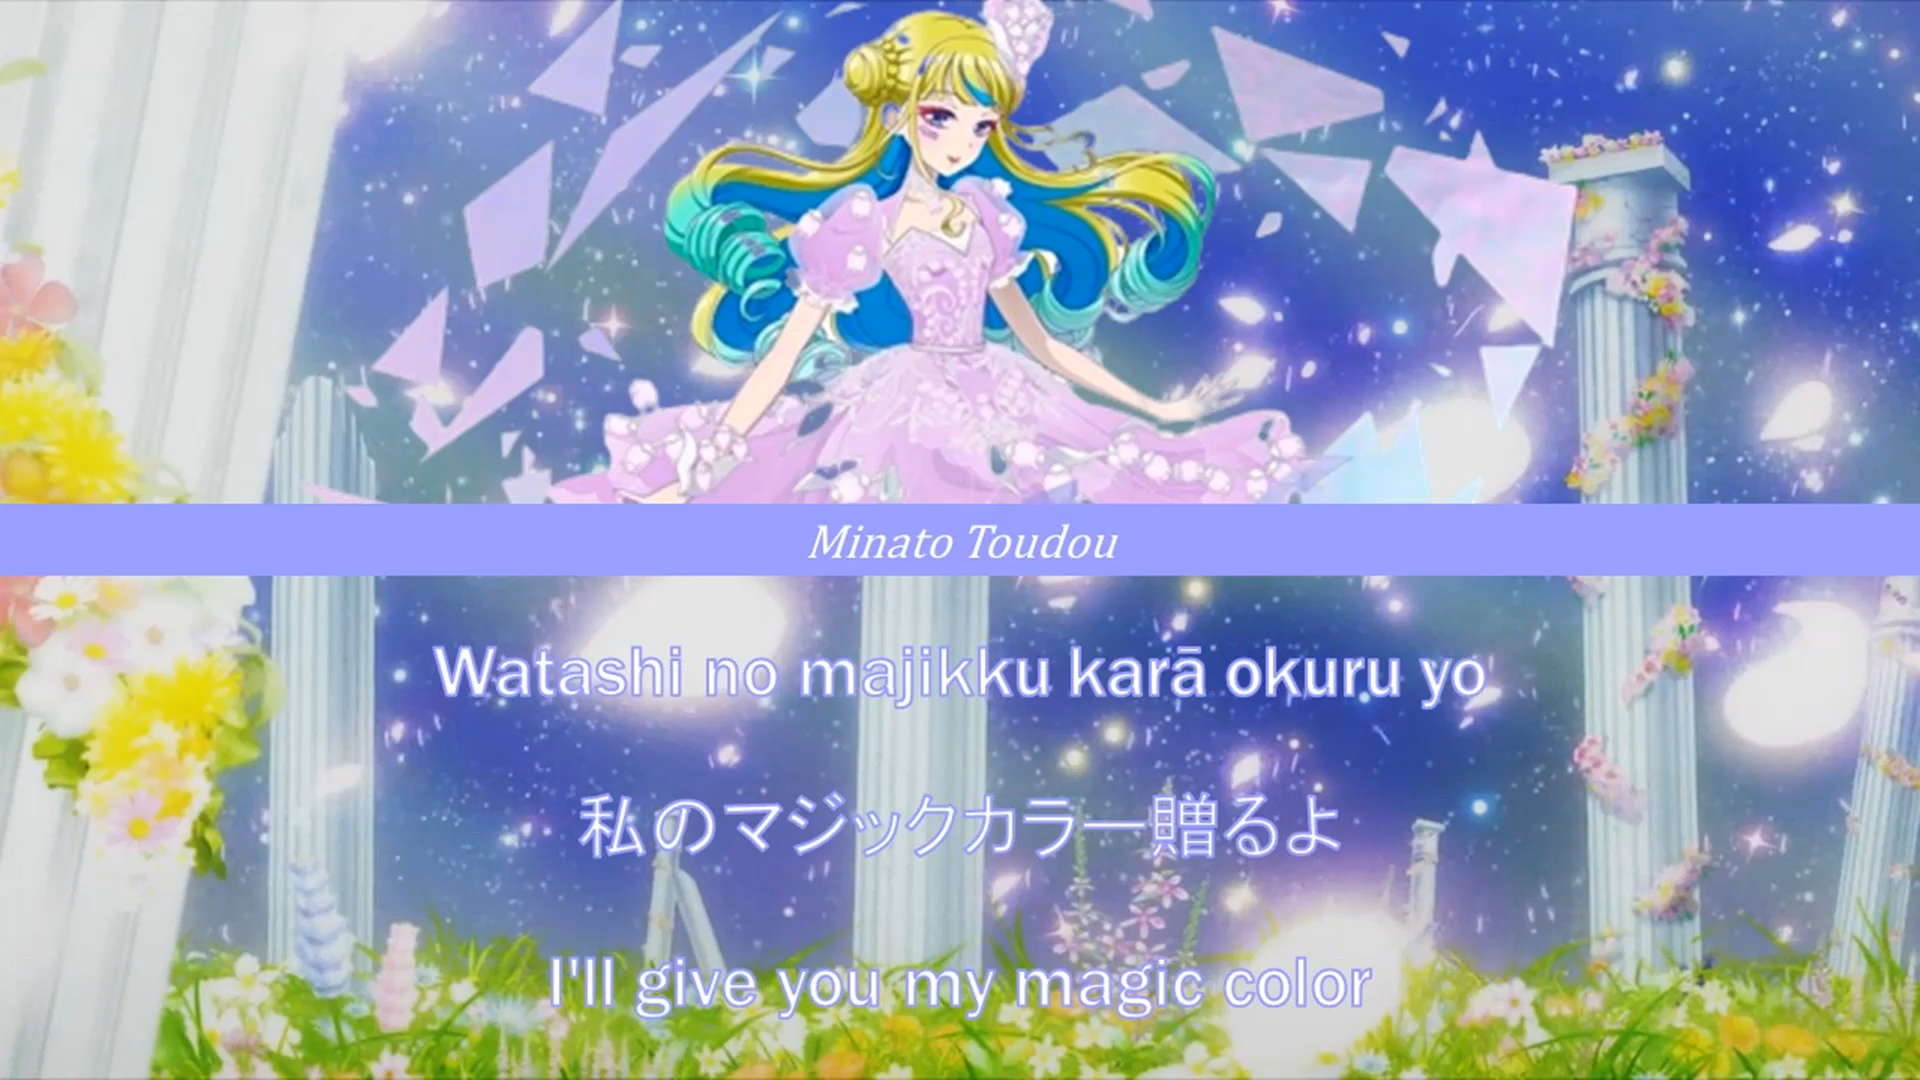 Minato Toudou
Watashi no majikku karā okuru yo
私のマジックカラー贈るよ
I'll give you my magic color